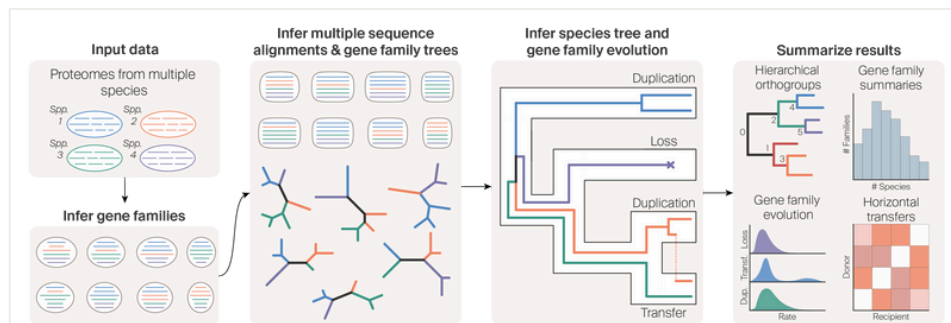 Input data
Proteomes from multiple
species
Spp.
1
Spp.
2
Spp.
3
Spp.
4
Infer gene families
Infer multiple sequence
alignments & gene family trees
Infer species tree and
gene family evolution
Duplication
Loss
Duplication
Transfer
Summarize results
Hierarchical
orthogroups
0
1
2
3
4
5
Gene family
summaries
# Families
# Species
Gene family
evolution
Loss
Transf.
Dup.
Rate
Horizontal
transfers
Donor
Recipient